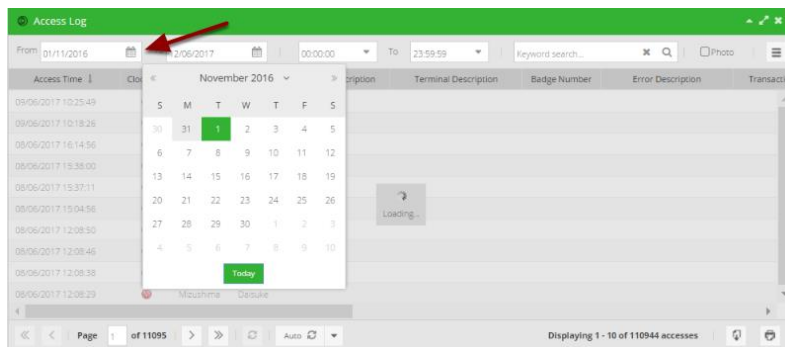 Access Log
From 01/11/2016 12/06/2017 00:00:00 To 23:59:59 Keyword search... Photo
Access Time Clo cription Terminal Description Badge Number Error Description Transacti
November 2016
S M T W T F S
30 31 1 2 3 4 5
6 7 8 9 10 11 12
13 14 15 16 17 18 19
20 21 22 23 24 25 26
27 28 29 30 1 2 3
4 5 6 7 8 9 10
Today
09/06/2017 10:25:49
09/06/2017 10:18:26
08/06/2017 16:14:56
08/06/2017 15:38:00
08/06/2017 15:37:11
08/06/2017 15:04:56
08/06/2017 12:08:50
08/06/2017 12:08:46
08/06/2017 12:08:38
08/06/2017 12:08:29 Mizushima Daisuke
Loading...
Page 1 of 11095 Auto Displaying 1 - 10 of 110944 accesses